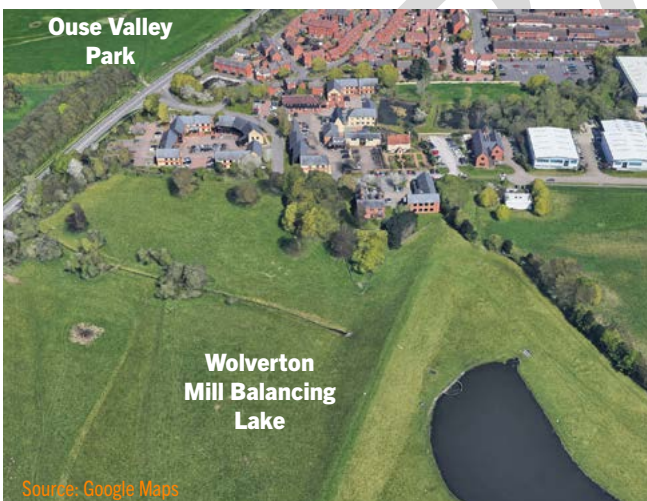 Ouse Valley
Park
Wolverton
Mill Balancing
Lake
Source: Google Maps